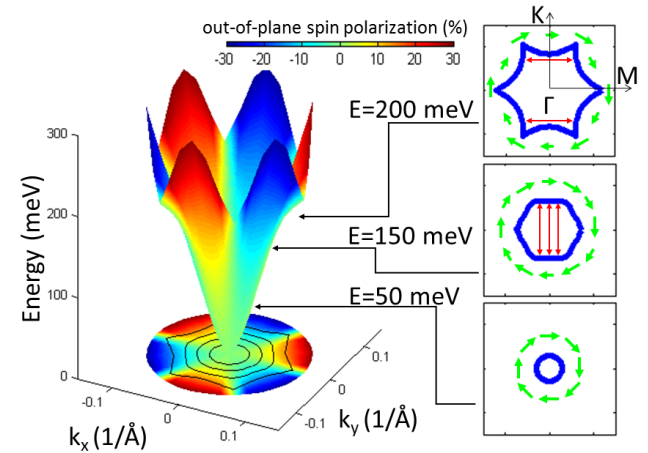 out-of-plane spin polarization (%)
-30 -20 -10 0 10 20 30
K
M
Γ
E=200 meV
E=150 meV
E=50 meV
Energy (meV)
300
200
100
0
-0.1
0
0.1
kx (1/Å)
0.1
0
-0.1
ky (1/Å)